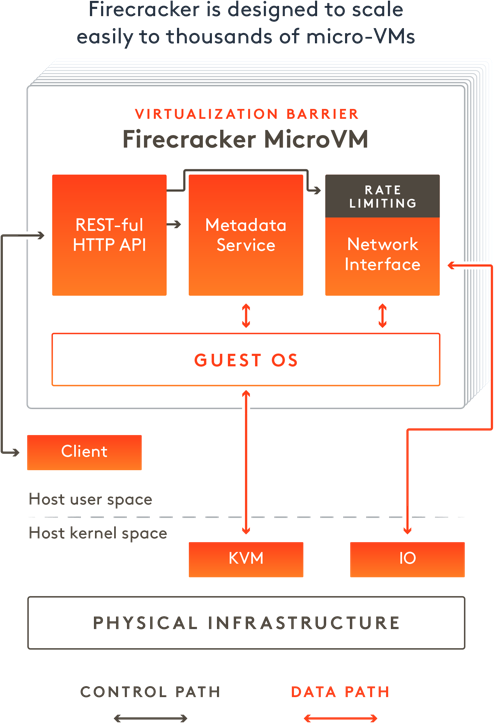 Firecracker is designed to scale
easily to thousands of micro-VMs
VIRTUALIZATION BARRIER
Firecracker MicroVM
REST-ful
HTTP API
Metadata
Service
RATE
LIMITING
Network
Interface
GUEST OS
Client
Host user space
Host kernel space
KVM
IO
PHYSICAL INFRASTRUCTURE
CONTROL PATH
DATA PATH